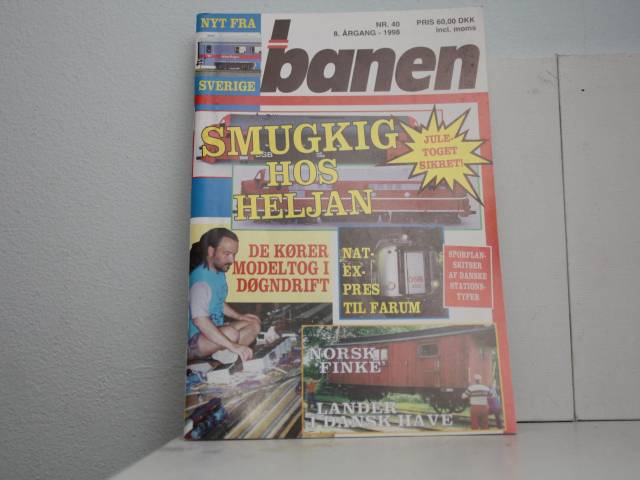 NYT FRA
SVERIGE
NR. 40
8. ÅRGANG - 1998
PRIS 60,00 DKK
incl. moms
banen
SMUGKIG
HOS
HELJAN
DSB
JULE-
TOGET
SIKRET!
DE KØRER
MODELTOG I
DØGNDRIFT
NAT-
EX-
PRES
TIL FARUM
SPORPLAN-
SKITSER
AF DANSKE
STATIONS-
TYPER
NORSK
'FINKE'
LANDER
I DANSK HAVE